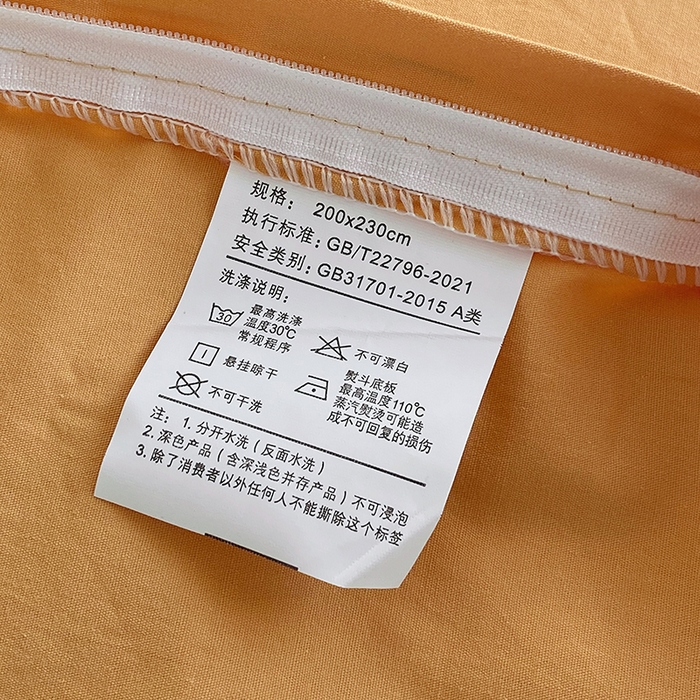 规格： 200x230cm
执行标准：GB/T22796-2021
安全类别：GB31701-2015 A类
洗涤说明：
30
最高洗涤
温度30℃
常规程序
不可漂白
悬挂晾干
熨斗底板
最高温度110℃
蒸汽熨烫可能造
成不可回复的损伤
不可干洗
注： 1. 分开水洗（反面水洗）
2. 深色产品（含深浅色并存产品）不可浸泡
3. 除了消费者以外任何人不能撕除这个标签